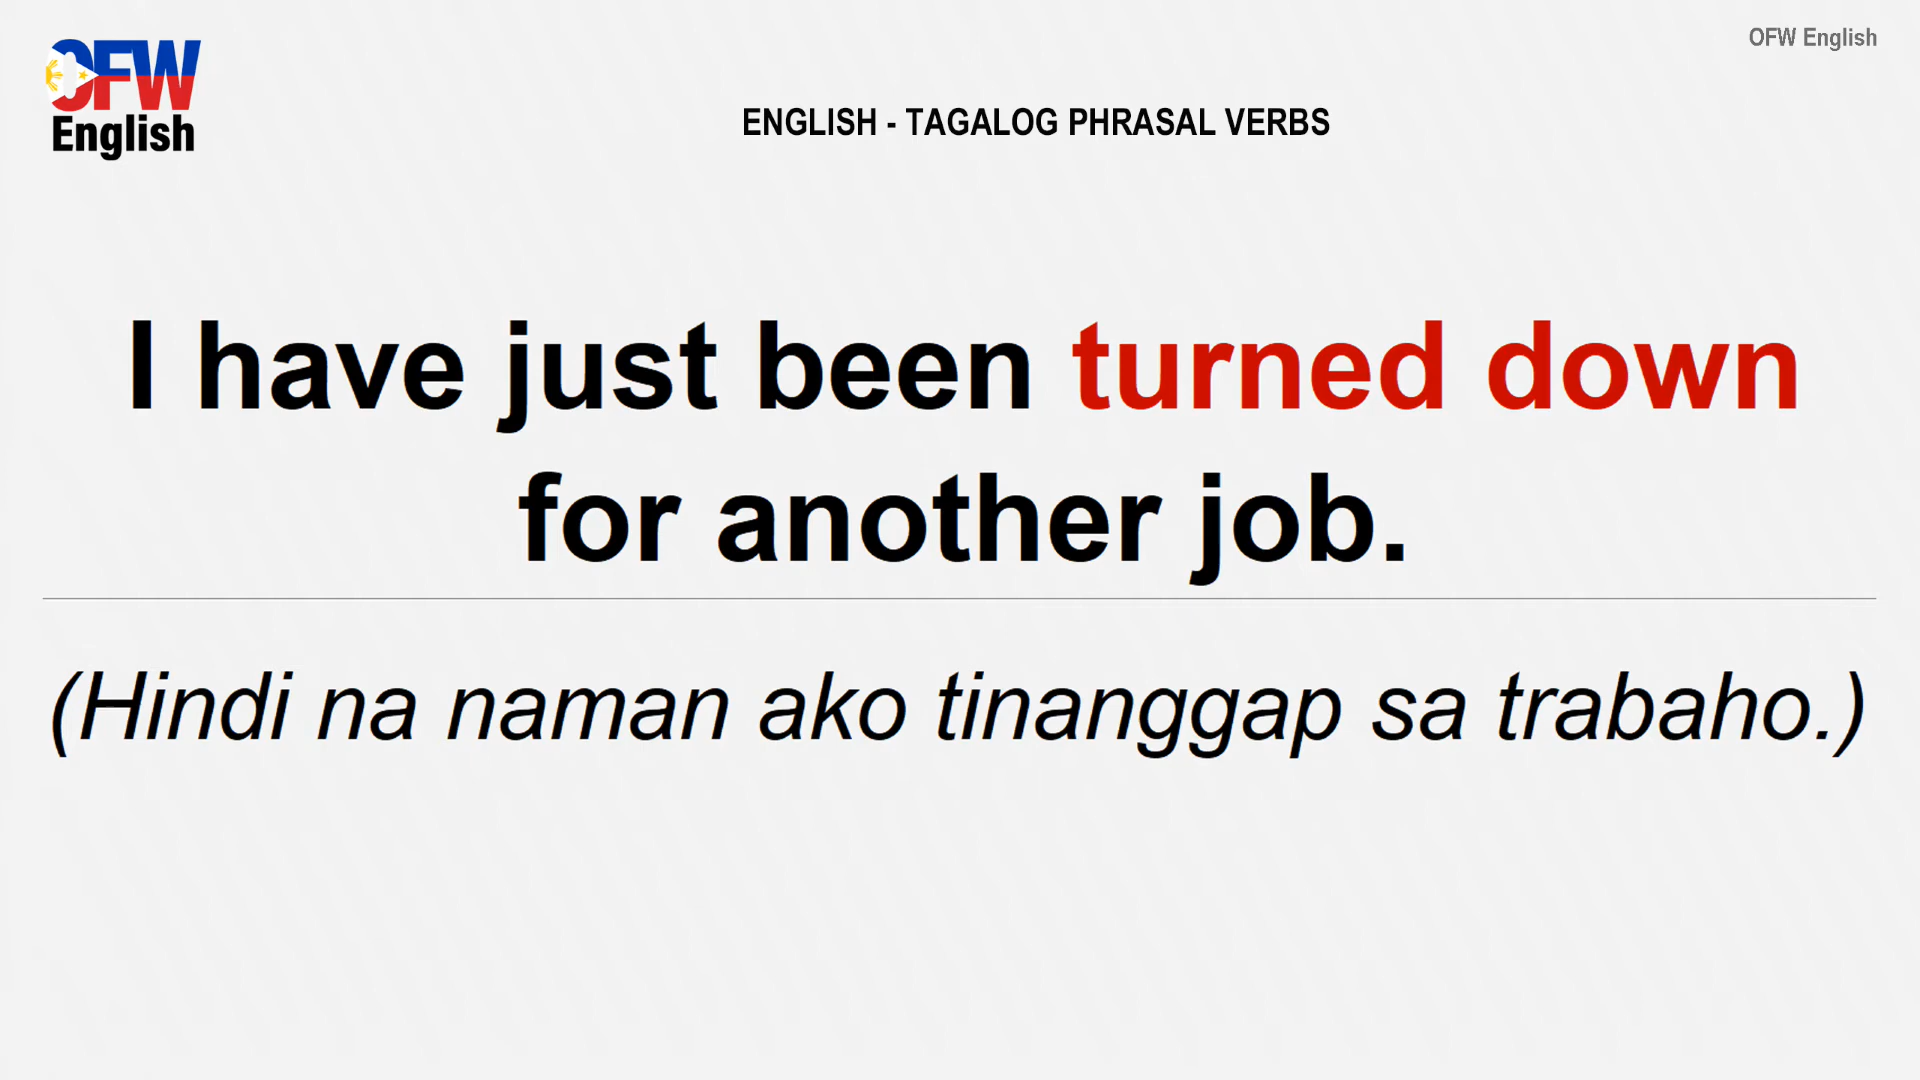 OFW English
OFW
English
ENGLISH - TAGALOG PHRASAL VERBS
I have just been turned down
for another job.
(Hindi na naman ako tinanggap sa trabaho.)